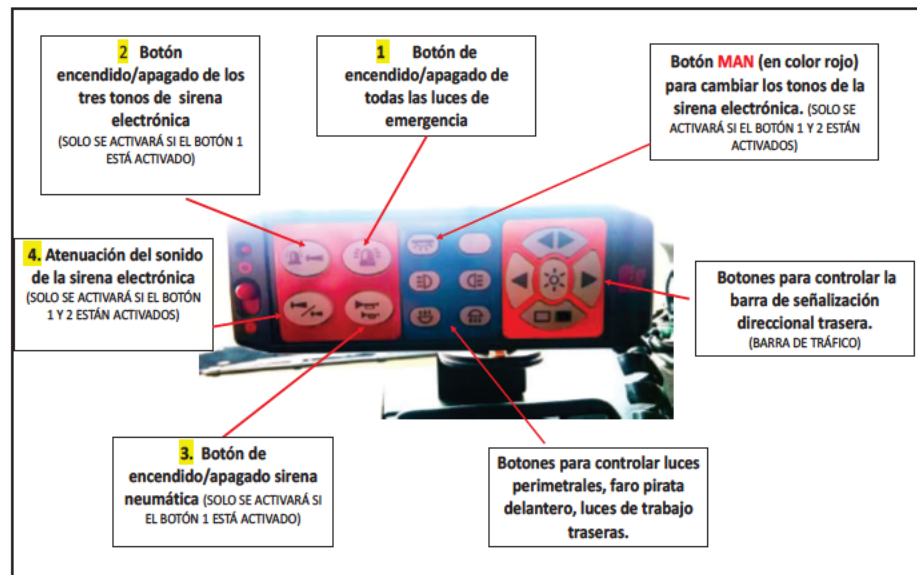 2 Botón
encendido/apagado de los
tres tonos de sirena
electrónica
(SOLO SE ACTIVARÁ SI EL BOTÓN 1
ESTÁ ACTIVADO)
1 Botón de
encendido/apagado de
todas las luces de
emergencia
Botón MAN (en color rojo)
para cambiar los tonos de la
sirena electrónica. (SOLO SE
ACTIVARÁ SI EL BOTÓN 1 Y 2 ESTÁN
ACTIVADOS)
4. Atenuación del sonido
de la sirena electrónica
(SOLO SE ACTIVARÁ SI EL BOTÓN
1 Y 2 ESTÁN ACTIVADOS)
Botones para controlar la
barra de señalización
direccional trasera.
(BARRA DE TRÁFICO)
3. Botón de
encendido/apagado sirena
neumática (SOLO SE ACTIVARÁ SI
EL BOTÓN 1 ESTÁ ACTIVADO)
Botones para controlar luces
perimetrales, faro pirata
delantero, luces de trabajo
traseras.